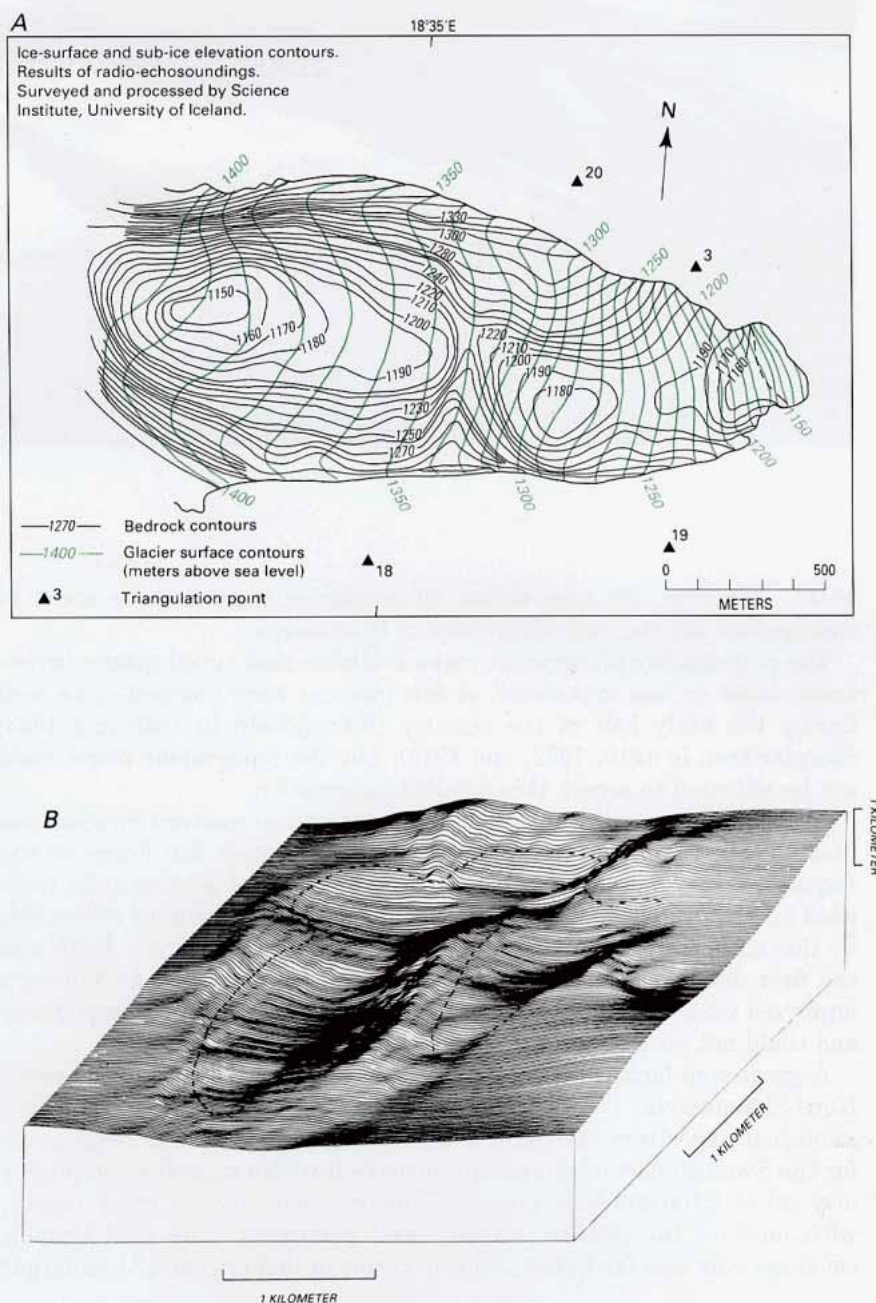 A
18°35'E
Ice-surface and sub-ice elevation contours.
Results of radio-echosoundings.
Surveyed and processed by Science
Institute, University of Iceland.
N
20
3
1400
1350
1300
1250
1200
1330
1300
1280
1240
1220
1210
1200
1150
1160
1170
1180
1190
1220
1210
1200
1190
1180
1190
1170
1160
1150
1230
1250
1270
1400
1350
1300
1250
1200
1270 Bedrock contours
1400 Glacier surface contours
(meters above sea level)
3 Triangulation point
18
19
0 500
METERS
B
1 KILOMETER
1 KILOMETER
1 KILOMETER